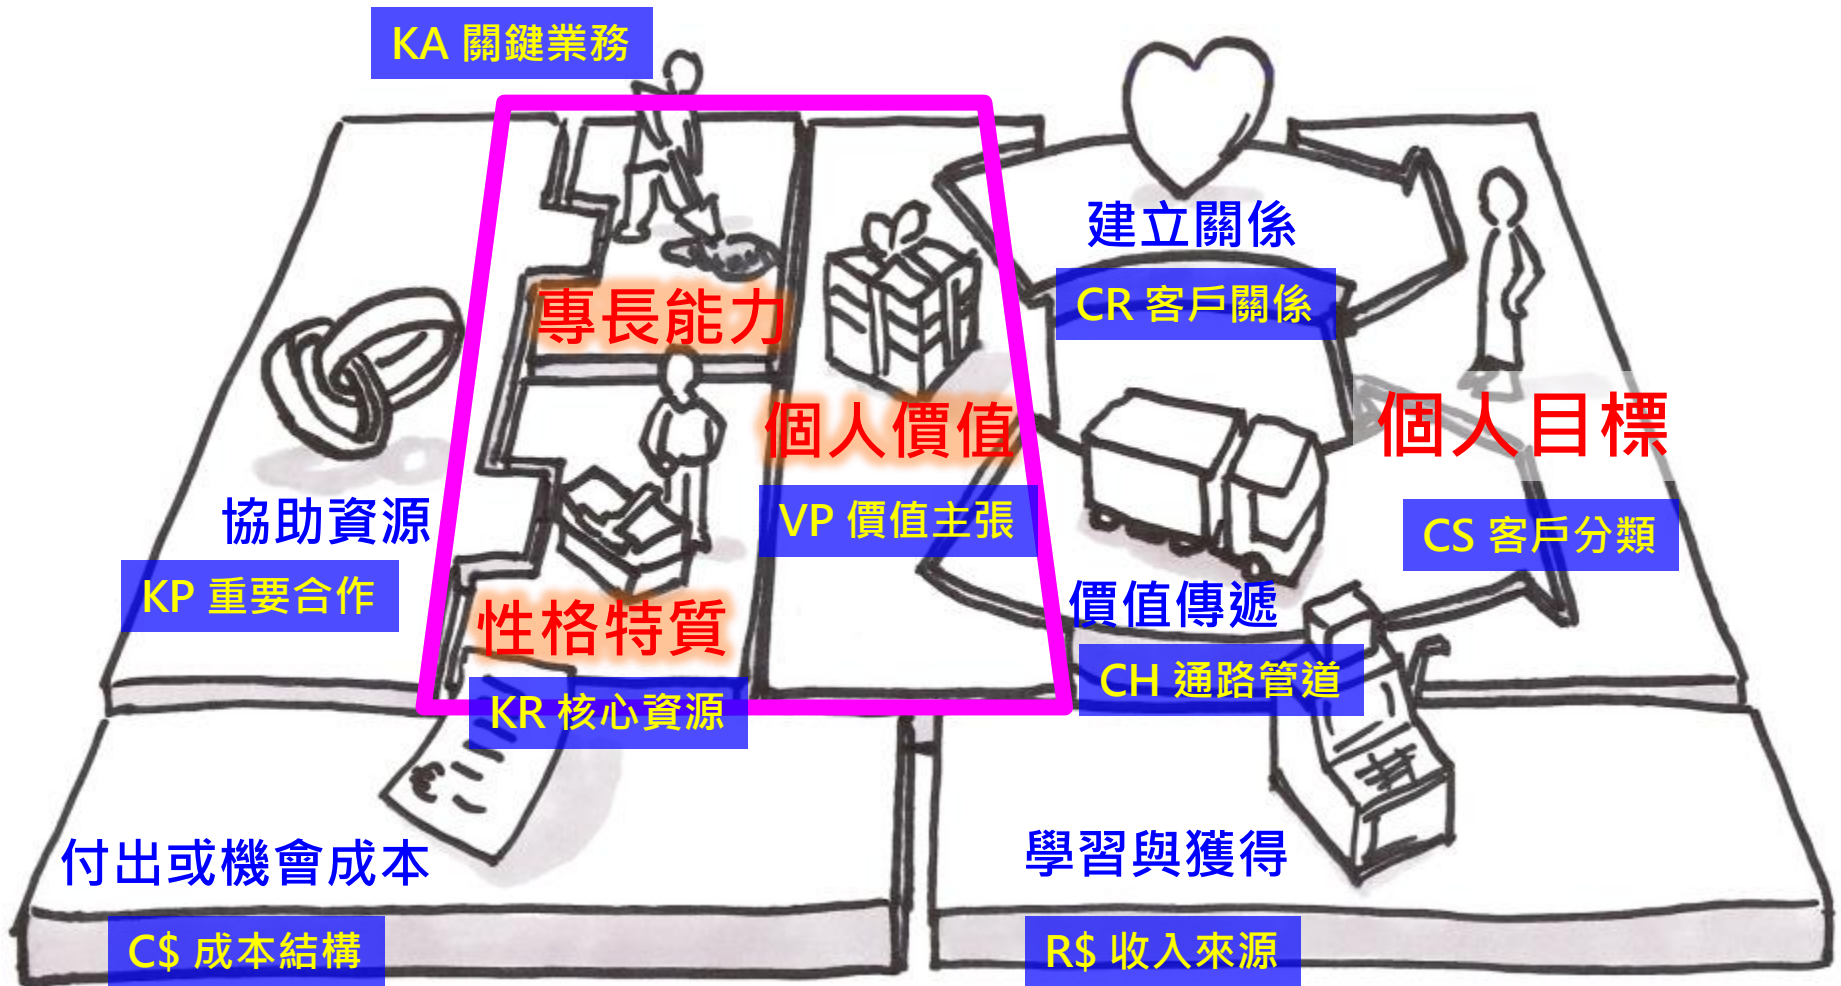 KA 關鍵業務
建立關係
CR 客戶關係
專長能力
個人價值
個人目標
VP 價值主張
CS 客戶分類
協助資源
KP 重要合作
性格特質
KR 核心資源
價值傳遞
CH 通路管道
付出或機會成本
C$ 成本結構
學習與獲得
R$ 收入來源